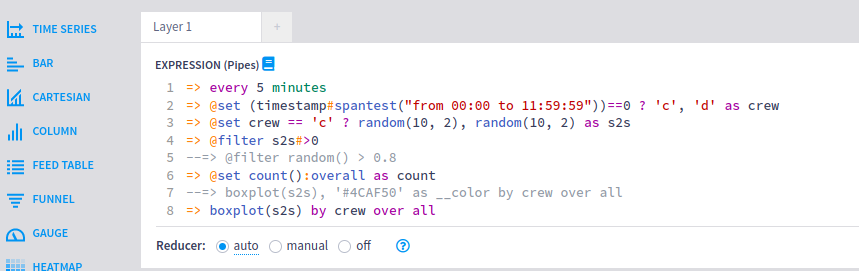 TIME SERIES
BAR
CARTESIAN
COLUMN
FEED TABLE
FUNNEL
GAUGE
HEATMAP
Layer 1
+
EXPRESSION (Pipes)
1 => every 5 minutes
2 => @set (timestamp#spantest("from 00:00 to 11:59:59"))==0 ? 'c', 'd' as crew
3 => @set crew == 'c' ? random(10, 2), random(10, 2) as s2s
4 => @filter s2s#>0
5 --=> @filter random() > 0.8
6 => @set count():overall as count
7 --=> boxplot(s2s), '#4CAF50' as __color by crew over all
8 => boxplot(s2s) by crew over all
Reducer: auto manual off ?